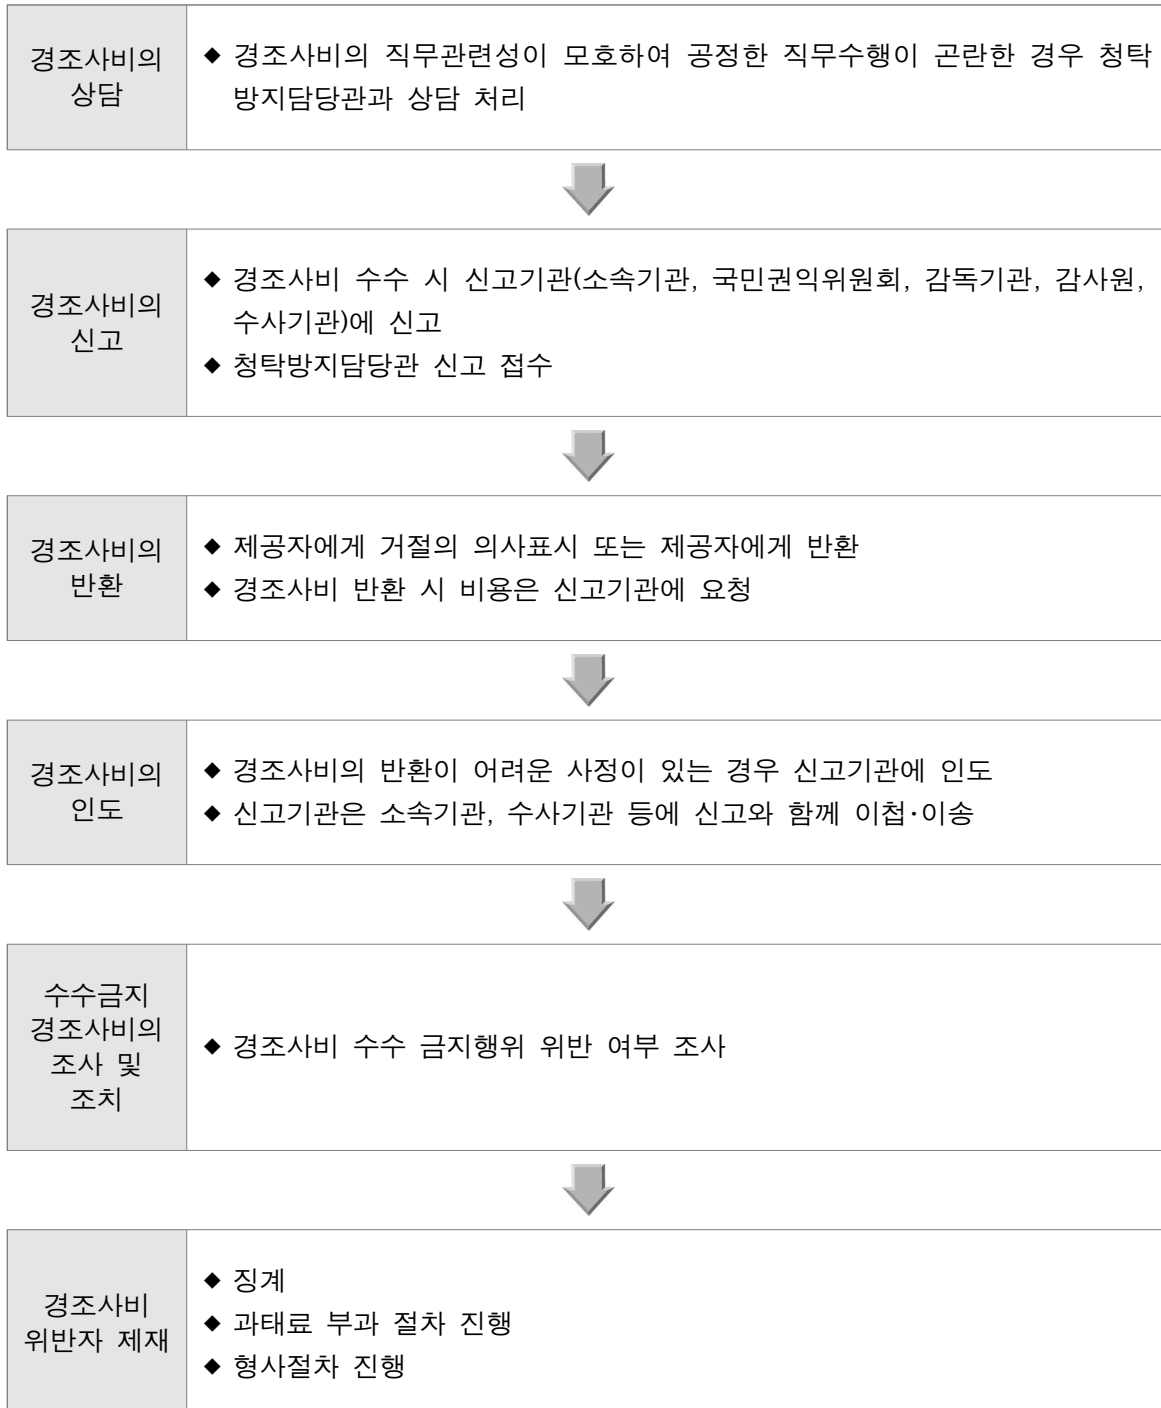 경조사비의
상담
◆ 경조사비의 직무관련성이 모호하여 공정한 직무수행이 곤란한 경우 청탁
방지담당관과 상담 처리
경조사비의
신고
◆ 경조사비 수수 시 신고기관(소속기관, 국민권익위원회, 감독기관, 감사원,
수사기관)에 신고
◆ 청탁방지담당관 신고 접수
경조사비의
반환
◆ 제공자에게 거절의 의사표시 또는 제공자에게 반환
◆ 경조사비 반환 시 비용은 신고기관에 요청
경조사비의
인도
◆ 경조사비의 반환이 어려운 사정이 있는 경우 신고기관에 인도
◆ 신고기관은 소속기관, 수사기관 등에 신고와 함께 이첩·이송
수수금지
경조사비의
조사 및
조치
◆ 경조사비 수수 금지행위 위반 여부 조사
경조사비
위반자 제재
◆ 징계
◆ 과태료 부과 절차 진행
◆ 형사절차 진행